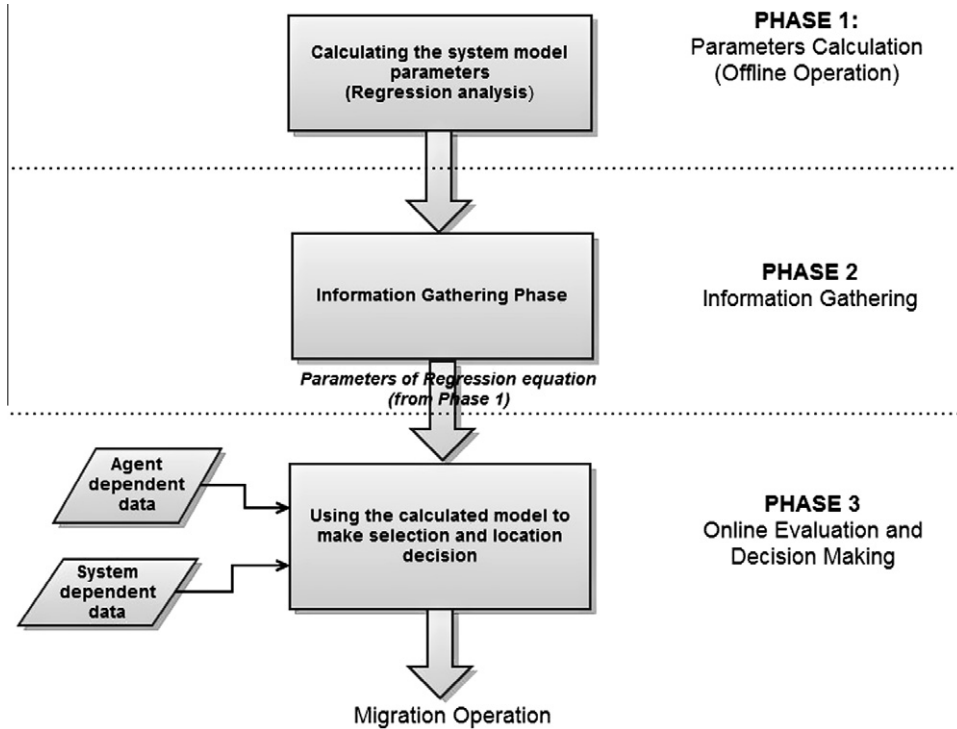 Calculating the system model
parameters
(Regression analysis)
PHASE 1:
Parameters Calculation
(Offline Operation)
Information Gathering Phase
PHASE 2
Information Gathering
Parameters of Regression equation
(from Phase 1)
Agent
dependent
data
System
dependent
data
Using the calculated model to
make selection and location
decision
PHASE 3
Online Evaluation and
Decision Making
Migration Operation